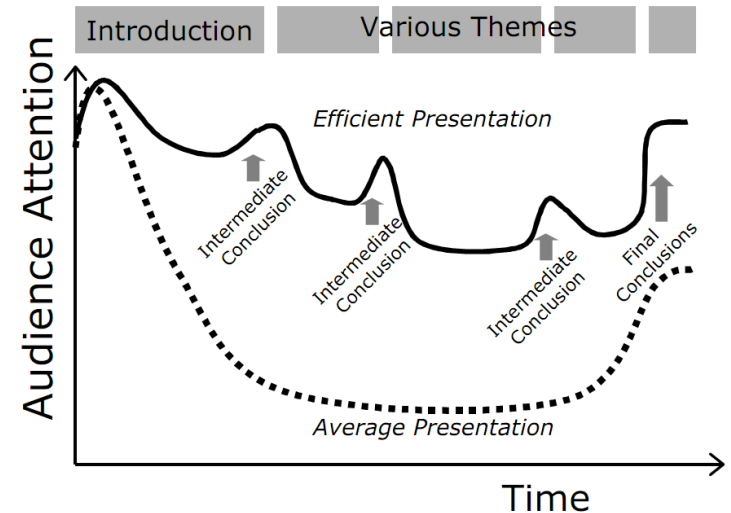 Introduction
Various Themes
Audience Attention
Efficient Presentation
Intermediate
Conclusion
Intermediate
Conclusion
Intermediate
Conclusion
Final
Conclusions
Average Presentation
Time